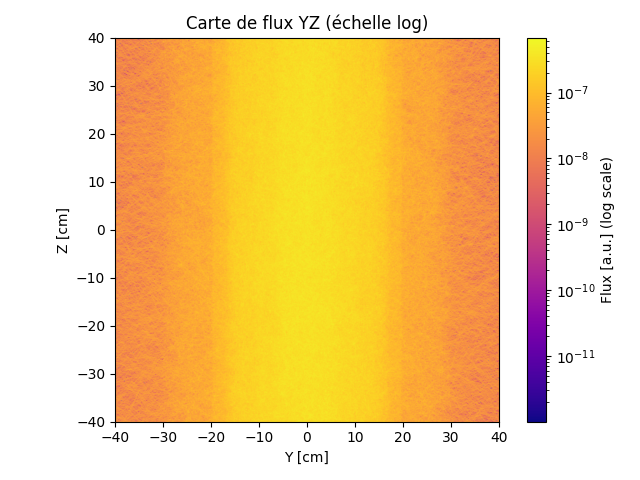 Carte de flux YZ (échelle log)
40
30
20
10
0
−10
−20
−30
−40
Z [cm]
−40 −30 −20 −10 0 10 20 30 40
Y [cm]
10⁻⁷
10⁻⁸
10⁻⁹
10⁻¹⁰
10⁻¹¹
Flux [a.u.] (log scale)